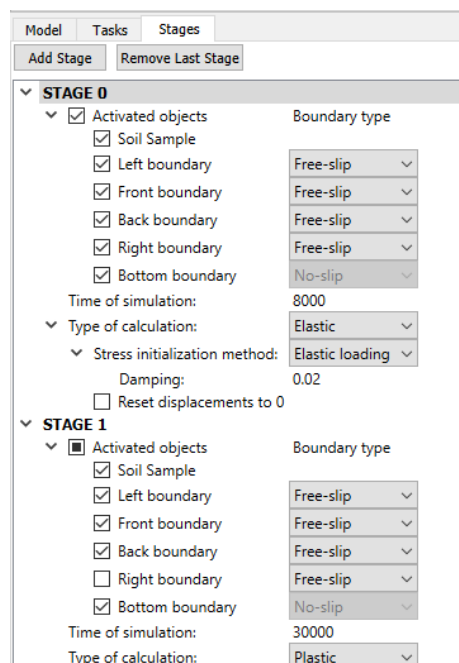 Model Tasks Stages
Add Stage Remove Last Stage
STAGE 0
Activated objects Boundary type
Soil Sample
Left boundary Free-slip
Front boundary Free-slip
Back boundary Free-slip
Right boundary Free-slip
Bottom boundary No-slip
Time of simulation: 8000
Type of calculation: Elastic
Stress initialization method: Elastic loading
Damping: 0.02
Reset displacements to 0
STAGE 1
Activated objects Boundary type
Soil Sample
Left boundary Free-slip
Front boundary Free-slip
Back boundary Free-slip
Right boundary Free-slip
Bottom boundary No-slip
Time of simulation: 30000
Type of calculation: Plastic